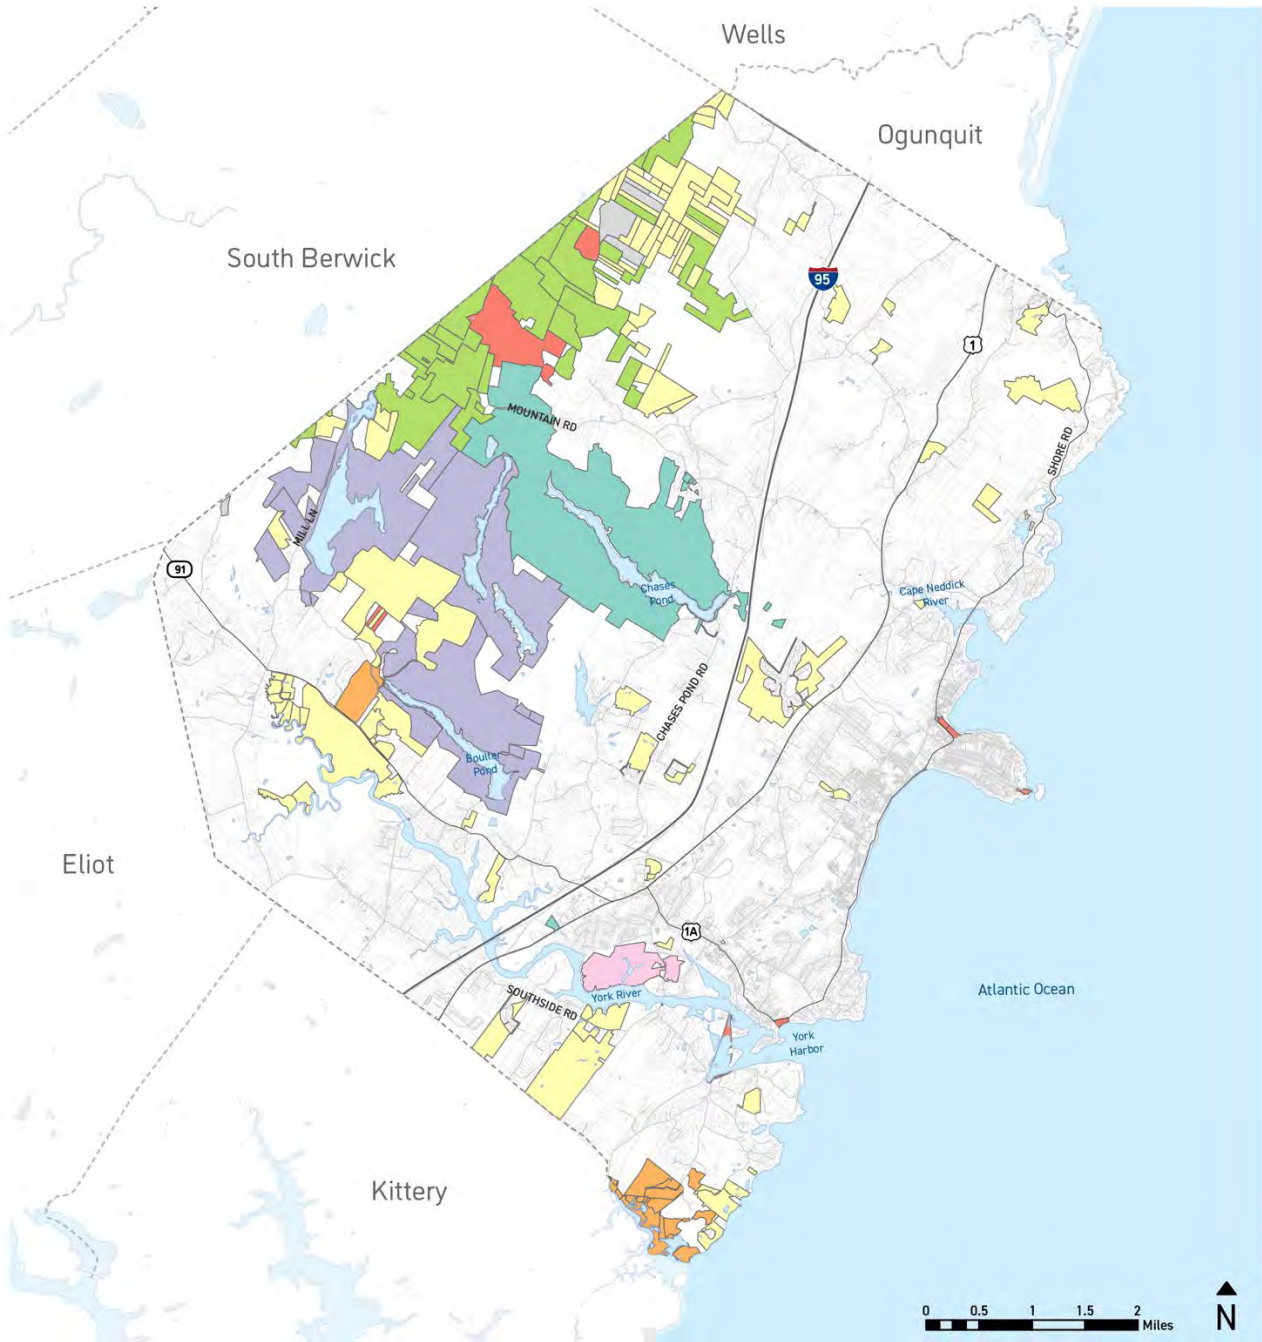 Wells
Ogunquit
South Berwick
95
1
MOUNTAIN RD
SHORE RD
MILL LN
91
Chases
Pond
Cape Neddick
River
CHASES POND RD
Boulter
Pond
Eliot
1A
York River
SOUTHSIDE RD
Atlantic Ocean
York
Harbor
Kittery
0 0.5 1 1.5 2
Miles
N